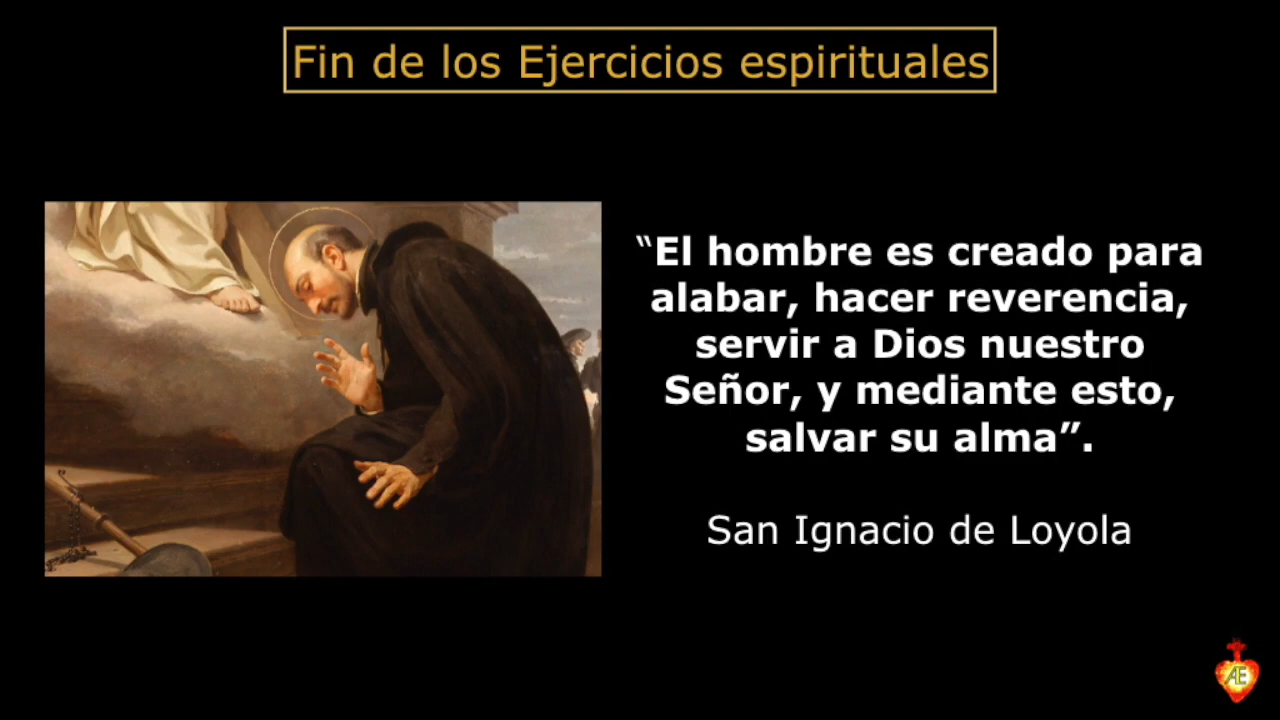 Fin de los Ejercicios espirituales
“El hombre es creado para
alabar, hacer reverencia,
servir a Dios nuestro
Señor, y mediante esto,
salvar su alma”.
San Ignacio de Loyola
Æ